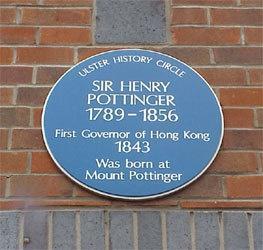 ULSTER HISTORY CIRCLE
SIR HENRY
POTTINGER
1789-1856
First Governor of Hong Kong
1843
Was born at
Mount Pottinger